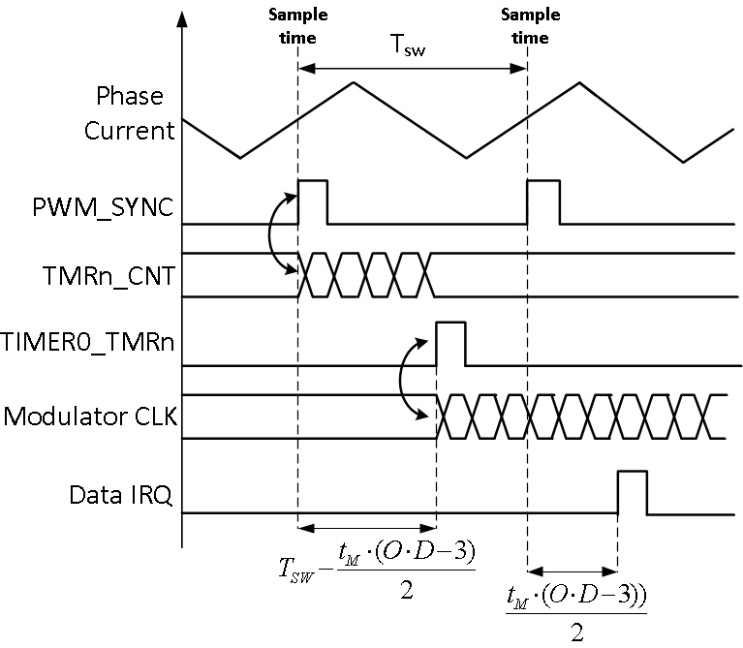 Sample
time
Sample
time
T_sw
Phase
Current
PWM_SYNC
TMRn_CNT
TIMER0_TMRn
Modulator CLK
Data IRQ
T_SW − t_M·(O·D−3)/2
t_M·(O·D−3))/2